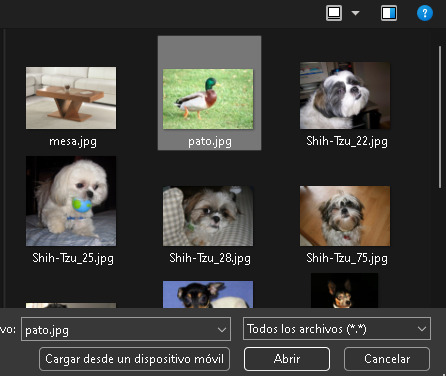 mesa.jpg
pato.jpg
Shih-Tzu_22.jpg
Shih-Tzu_25.jpg
Shih-Tzu_28.jpg
Shih-Tzu_75.jpg
vo: pato.jpg Todos los archivos (*.*)
Cargar desde un dispositivo móvil Abrir Cancelar